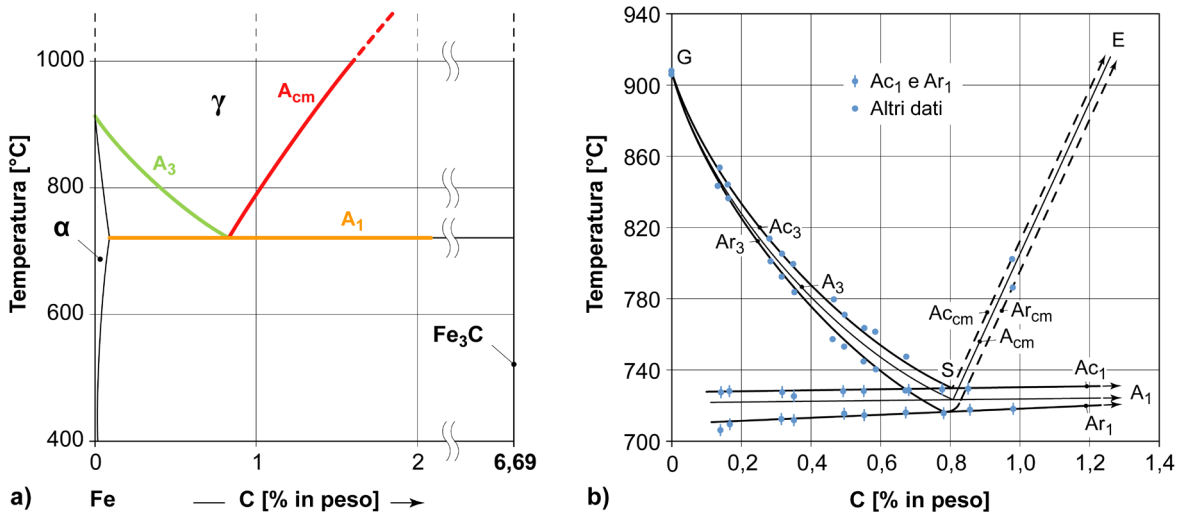 1000
800
600
400
Temperatura [°C]
γ
A₃
Acm
A₁
α
Fe₃C
0
1
2
6,69
a)
Fe
C [% in peso]
940
900
860
820
780
740
700
Temperatura [°C]
G
E
Ac₁ e Ar₁
Altri dati
Ac₃
Ar₃
A₃
Accm
Arcm
Acm
S
Ac₁
A₁
Ar₁
0
0,2
0,4
0,6
0,8
1,0
1,2
1,4
b)
C [% in peso]